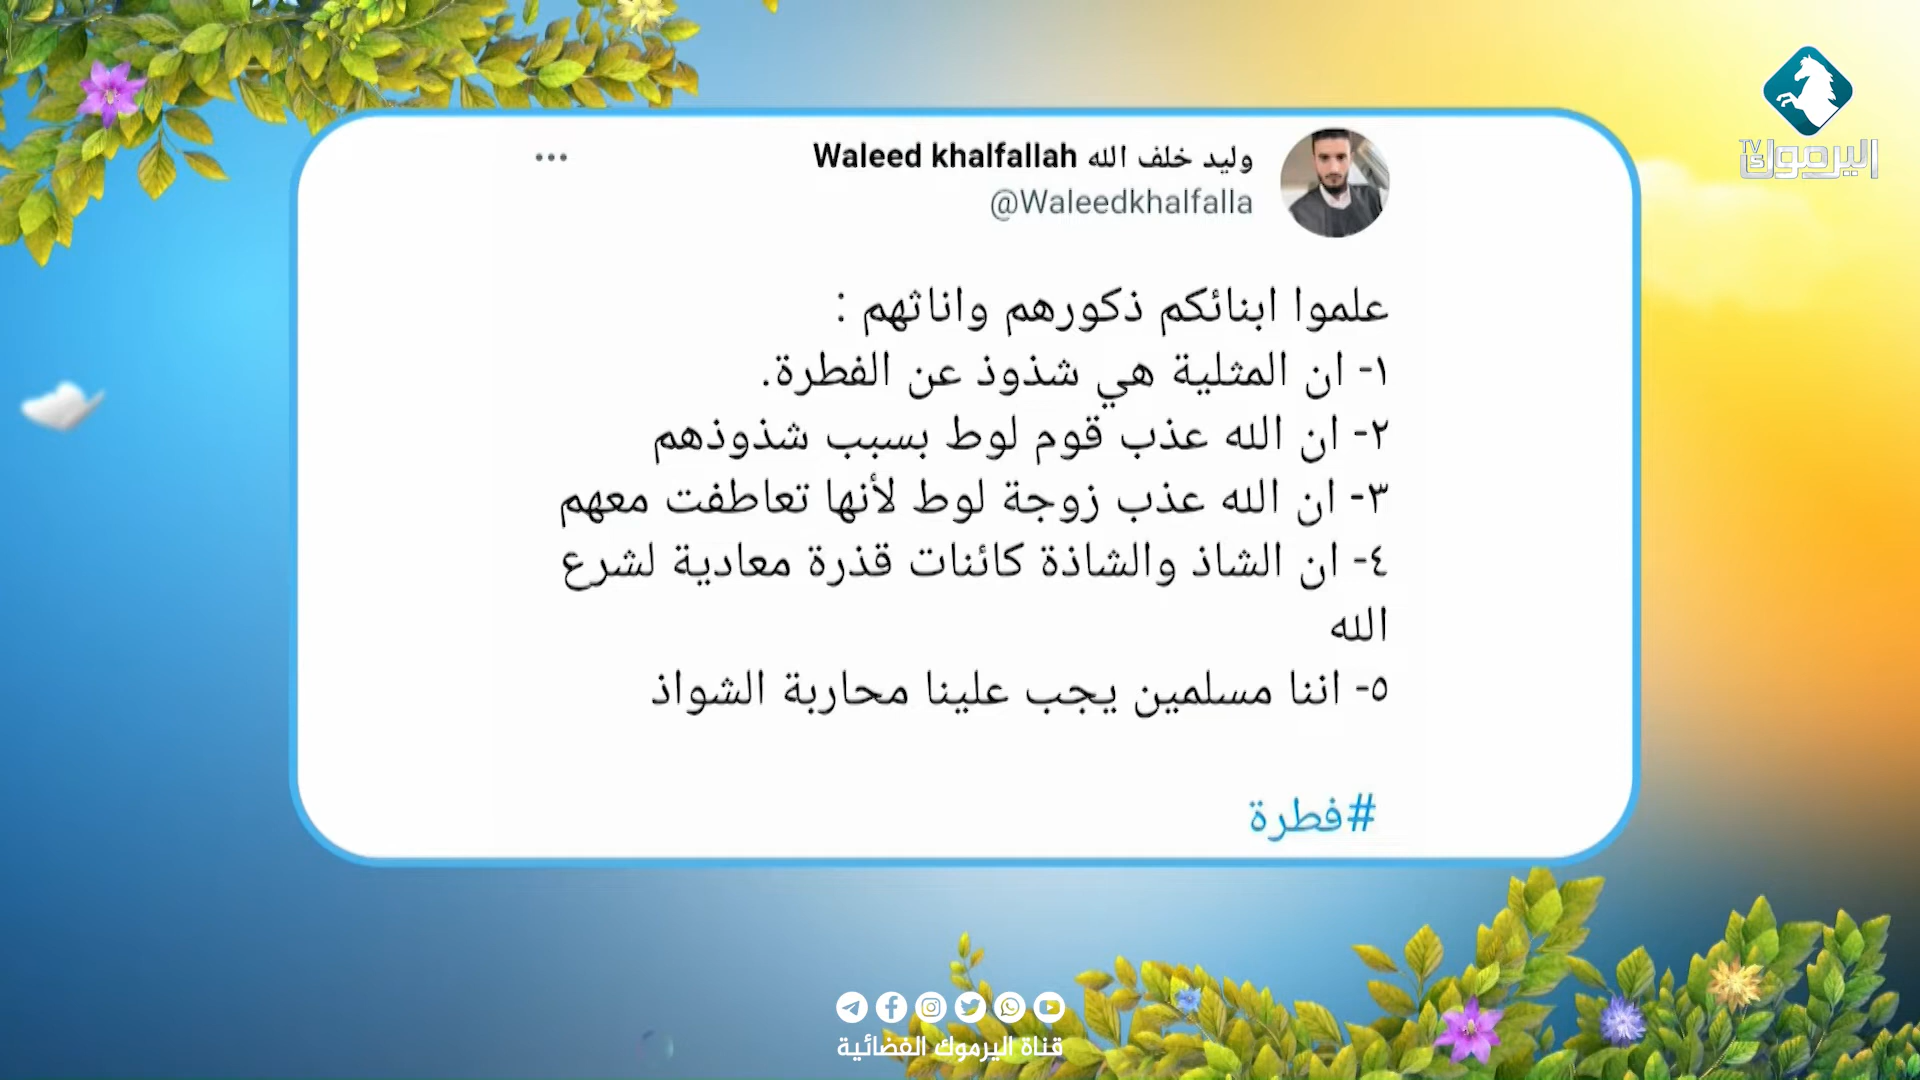 اليرموك TV
وليد خلف الله Waleed khalfallah
@Waleedkhalfalla
علموا ابنائكم ذكورهم واناثهم :
١- ان المثلية هي شذوذ عن الفطرة.
٢- ان الله عذب قوم لوط بسبب شذوذهم
٣- ان الله عذب زوجة لوط لأنها تعاطفت معهم
٤- ان الشاذ والشاذة كائنات قذرة معادية لشرع
الله
٥- اننا مسلمين يجب علينا محاربة الشواذ
#فطرة
قناة اليرموك الفضائية